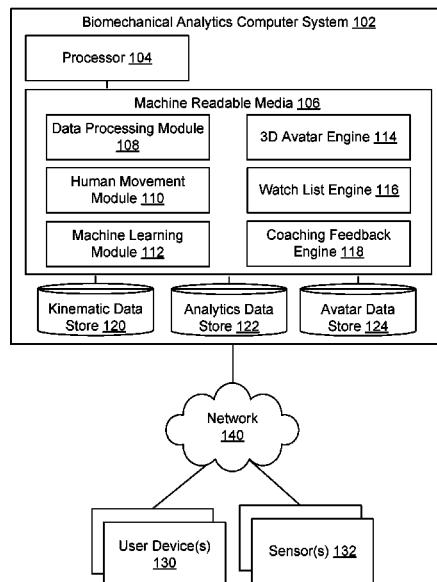 Biomechanical Analytics Computer System 102
Processor 104
Machine Readable Media 106
Data Processing Module
108
3D Avatar Engine 114
Human Movement
Module 110
Watch List Engine 116
Machine Learning
Module 112
Coaching Feedback
Engine 118
Kinematic Data
Store 120
Analytics Data
Store 122
Avatar Data
Store 124
Network
140
User Device(s)
130
Sensor(s) 132